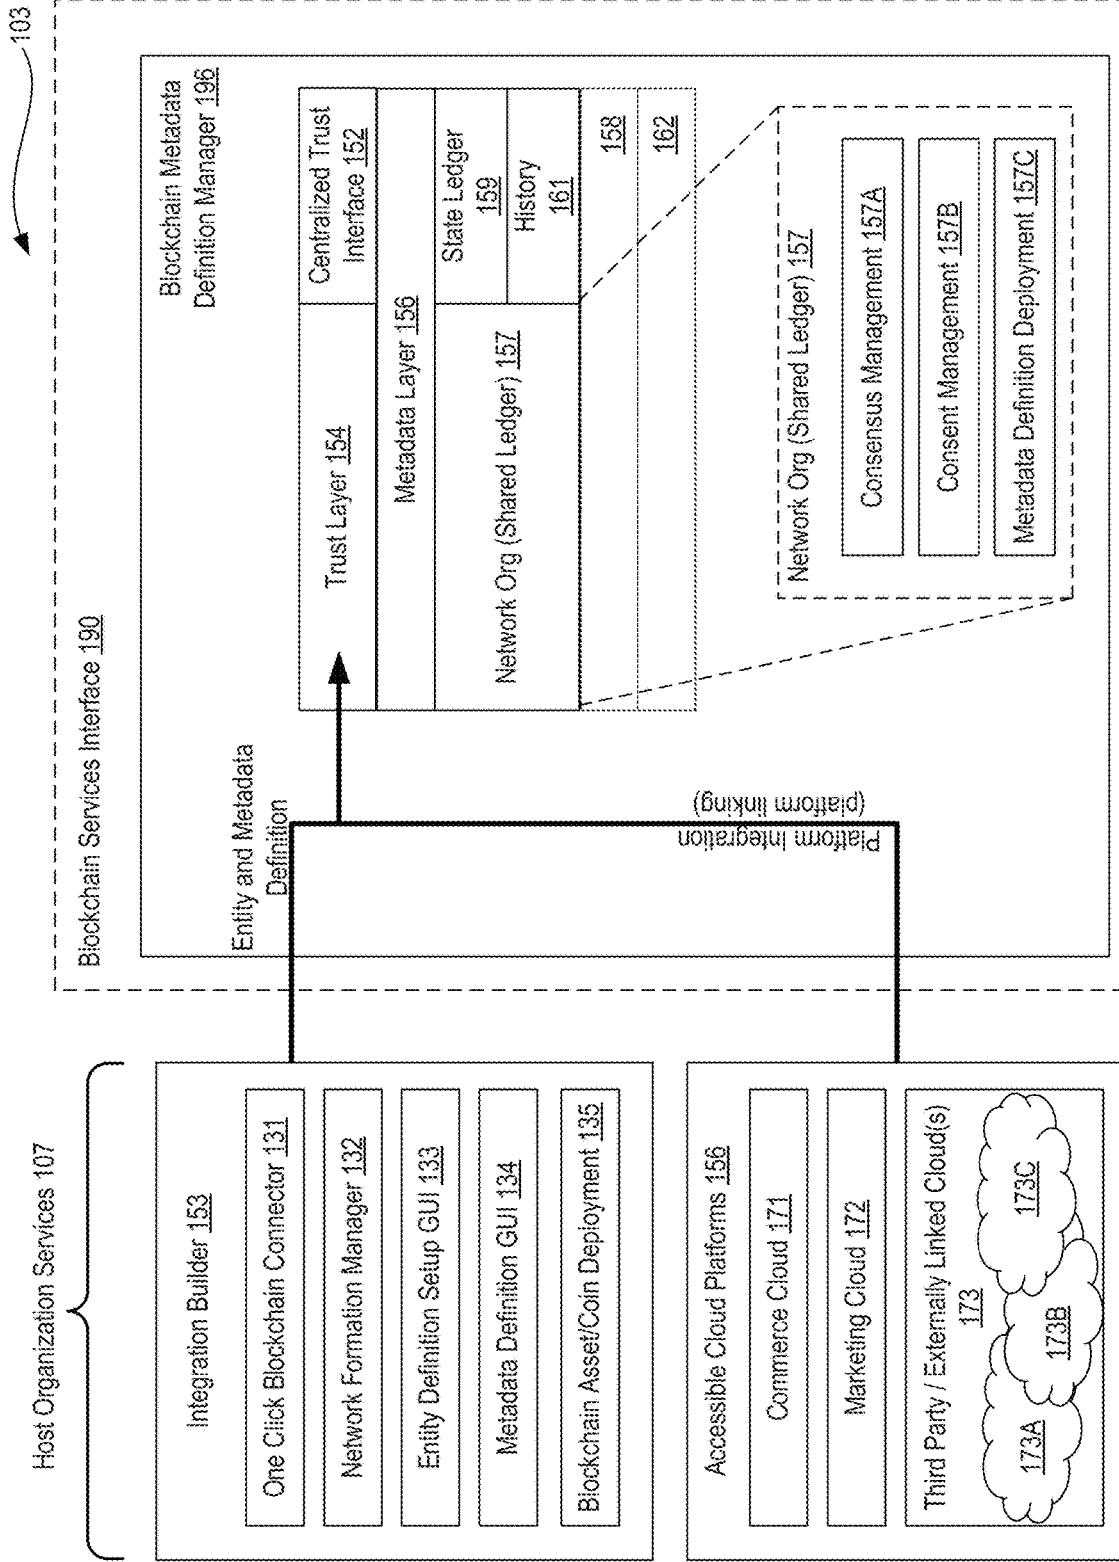 103
Host Organization Services 107
Integration Builder 153
One Click Blockchain Connector 131
Network Formation Manager 132
Entity Definition Setup GUI 133
Metadata Definition GUI 134
Blockchain Asset/Coin Deployment 135
Accessible Cloud Platforms 156
Commerce Cloud 171
Marketing Cloud 172
Third Party / Externally Linked Cloud(s)
173
173A
173B
173C
Blockchain Services Interface 190
Blockchain Metadata
Definition Manager 196
Entity and Metadata
Definition
Platform Integration
(platform linking)
Trust Layer 154
Centralized Trust
Interface 152
Metadata Layer 156
Network Org (Shared Ledger) 157
State Ledger
159
History
161
158
162
Network Org (Shared Ledger) 157
Consensus Management 157A
Consent Management 157B
Metadata Definition Deployment 157C